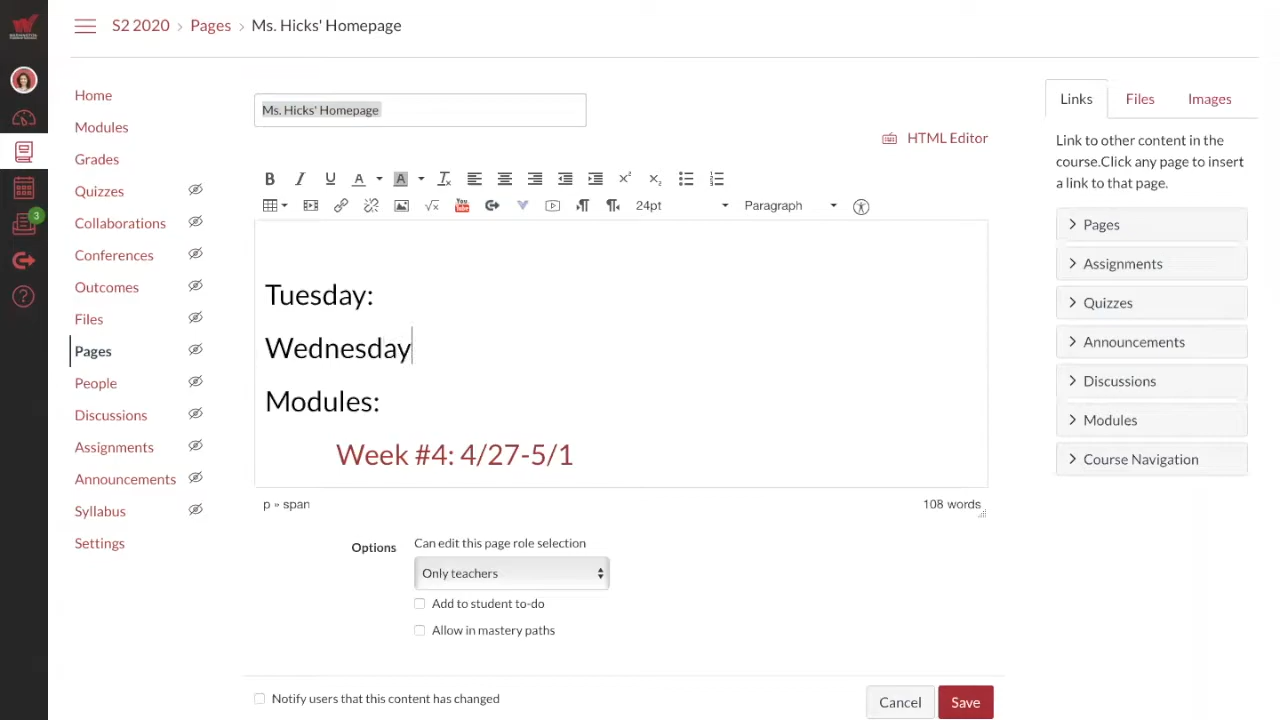 S2 2020 › Pages › Ms. Hicks' Homepage
Home
Modules
Grades
Quizzes
Collaborations
Conferences
Outcomes
Files
Pages
People
Discussions
Assignments
Announcements
Syllabus
Settings
3
Ms. Hicks' Homepage
HTML Editor
24pt Paragraph
Tuesday:
Wednesday
Modules:
Week #4: 4/27-5/1
p » span 108 words
Options
Can edit this page role selection
Only teachers
Add to student to-do
Allow in mastery paths
Notify users that this content has changed
Cancel Save
Links Files Images
Link to other content in the
course.Click any page to insert
a link to that page.
Pages
Assignments
Quizzes
Announcements
Discussions
Modules
Course Navigation